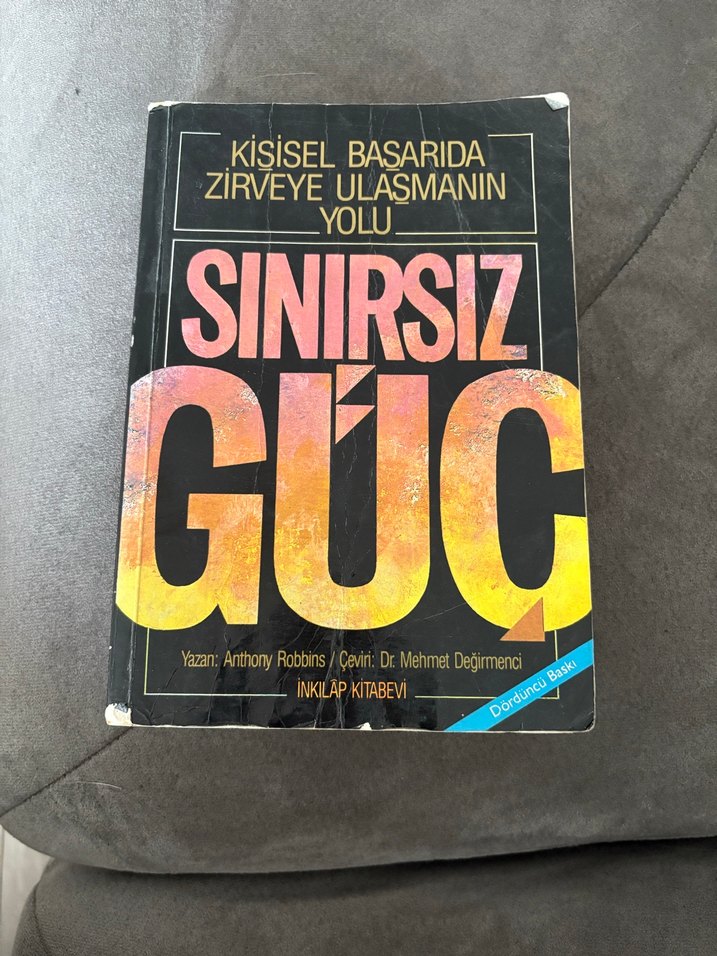 KİŞİSEL BAŞARIDA
ZİRVEYE ULAŞMANIN
YOLU
SINIRSIZ
GÜÇ
Yazan: Anthony Robbins / Çeviri: Dr. Mehmet Değirmenci
İNKILÂP KİTABEVİ
Dördüncü Baskı